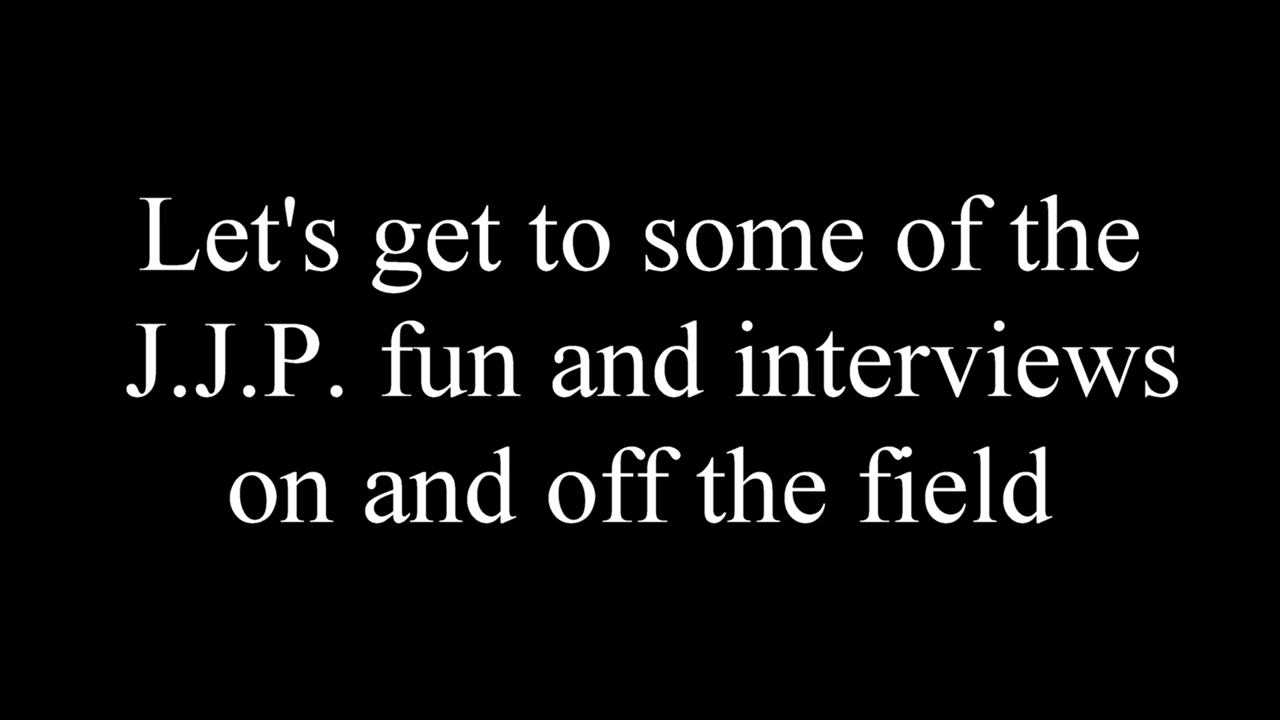 Let's get to some of the
J.J.P. fun and interviews
on and off the field